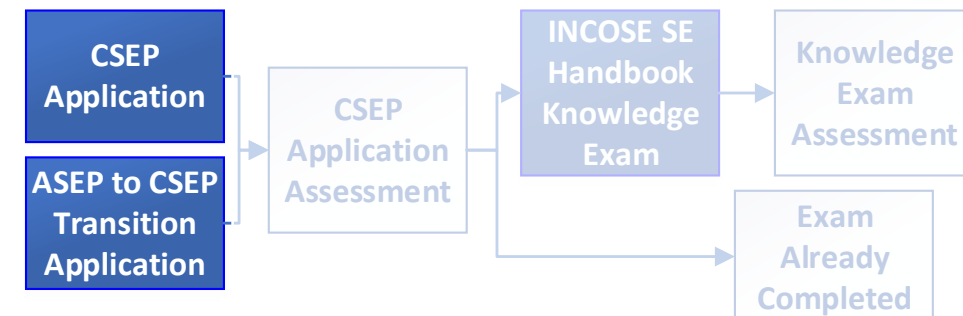 CSEP
Application
ASEP to CSEP
Transition
Application
CSEP
Application
Assessment
INCOSE SE
Handbook
Knowledge
Exam
Knowledge
Exam
Assessment
Exam
Already
Completed